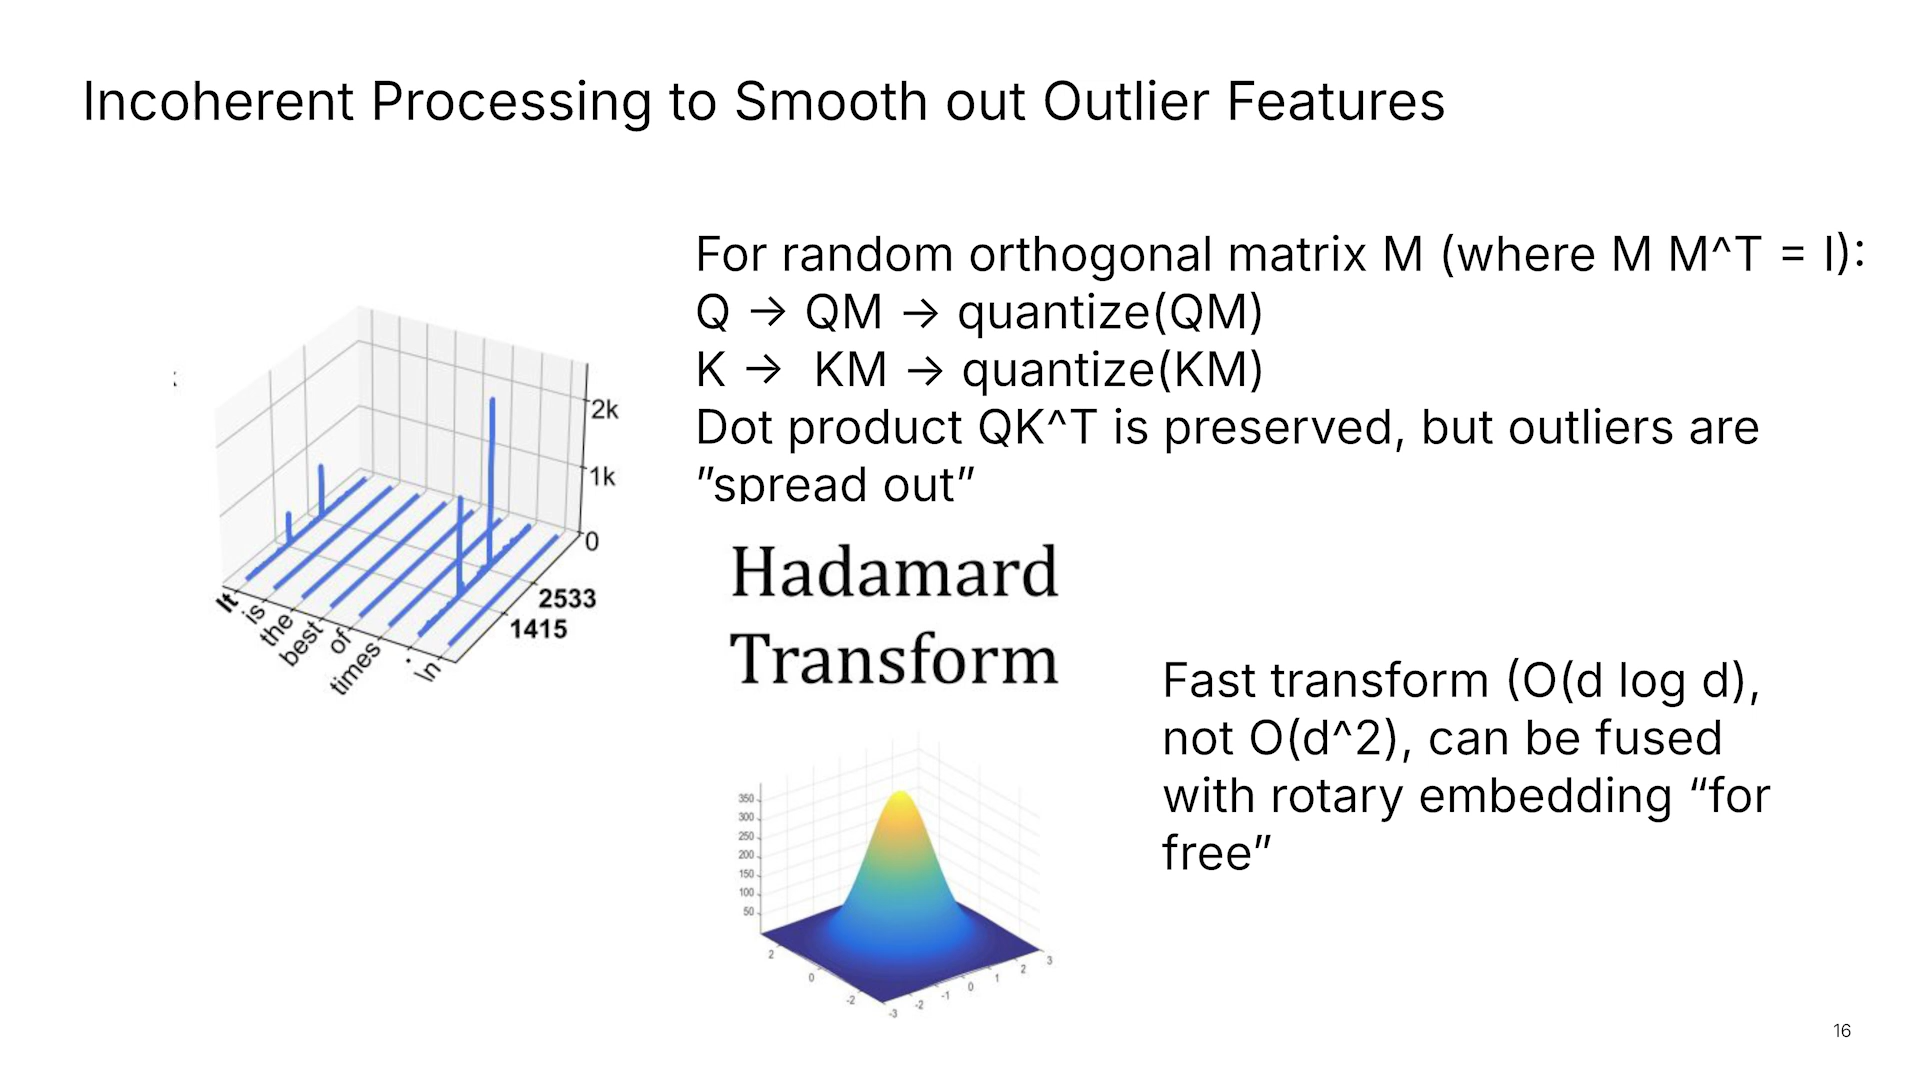 Incoherent Processing to Smooth out Outlier Features
For random orthogonal matrix M (where M M^T = I):
Q → QM → quantize(QM)
K → KM → quantize(KM)
Dot product QK^T is preserved, but outliers are
”spread out”
2k
1k
0
2533
1415
It
is
the
best
of
times
.
\n
Hadamard
Transform
Fast transform (O(d log d),
not O(d^2), can be fused
with rotary embedding “for
free”
350
300
250
200
150
100
50
2
0
-2
-3
-2
-1
0
1
2
3
16